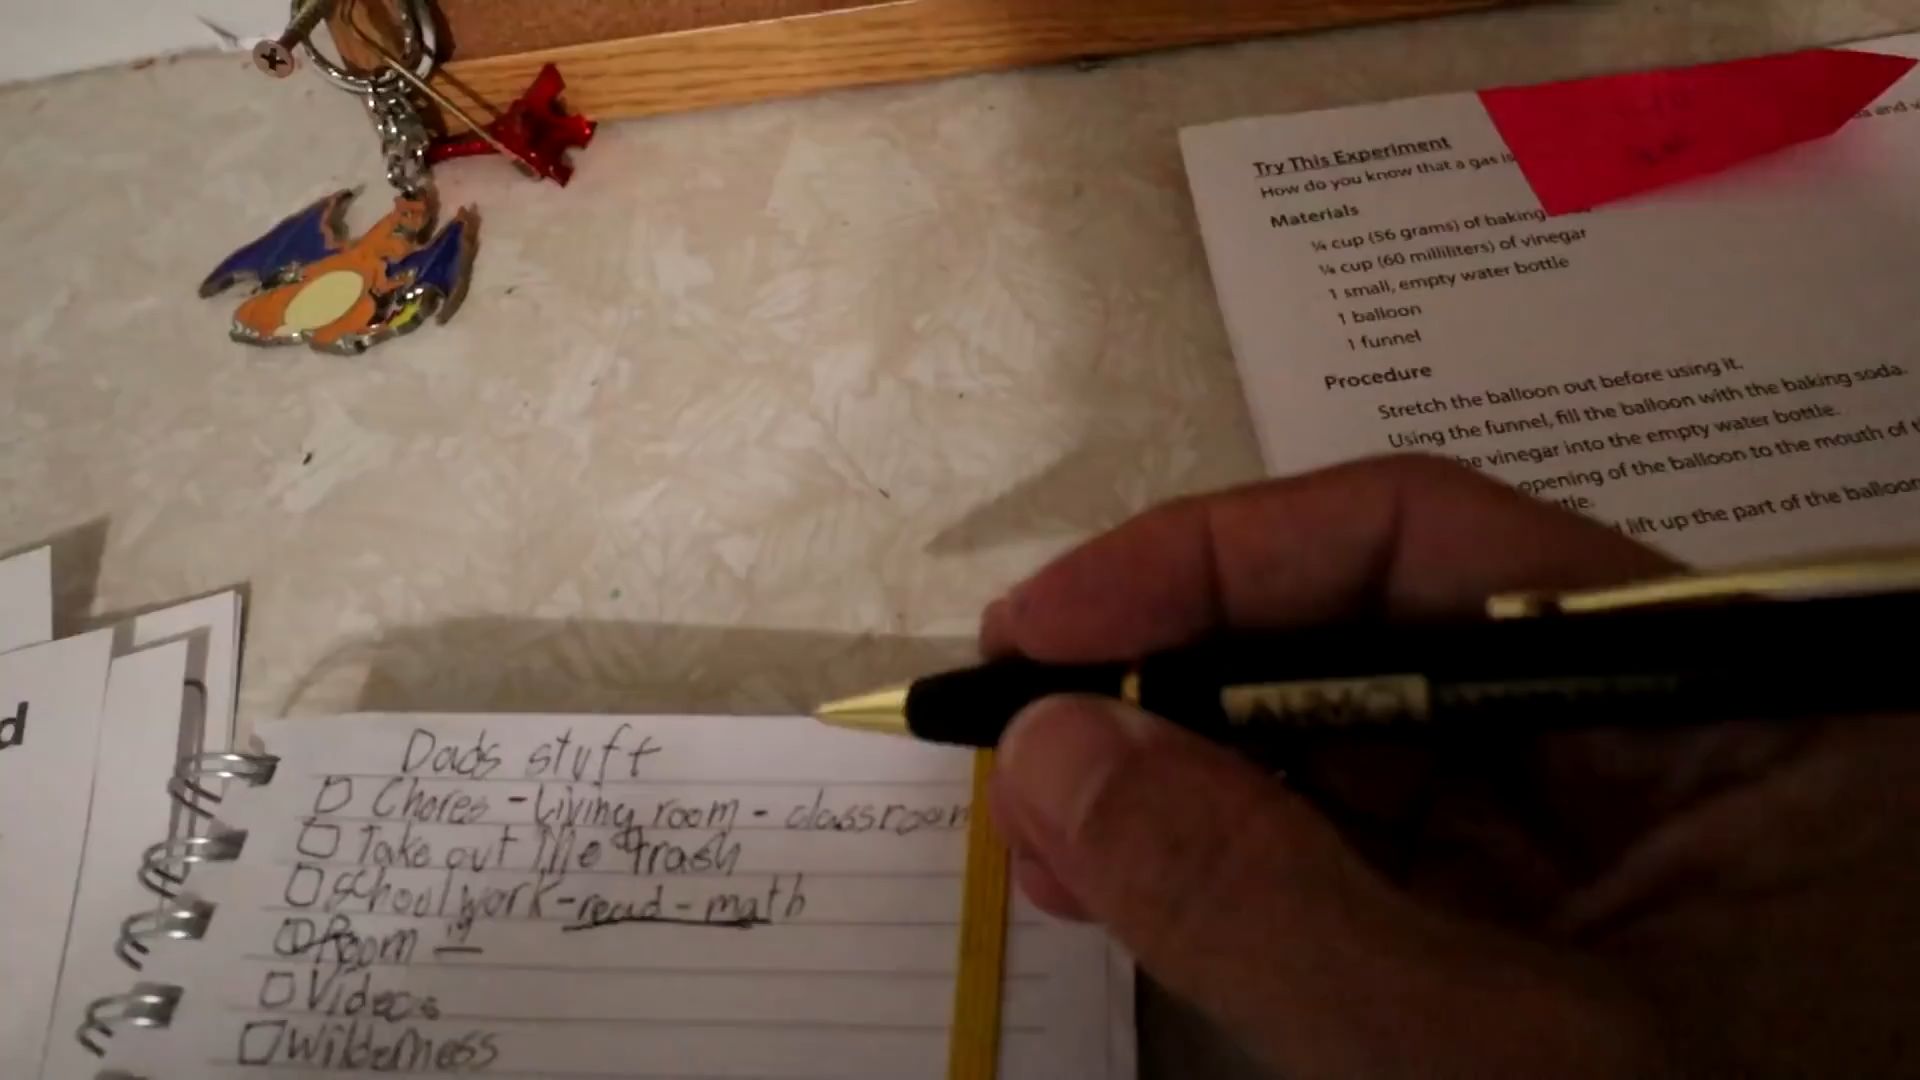 Try This Experiment
How do you know that a gas is
Materials
¼ cup (56 grams) of baking
¼ cup (60 milliliters) of vinegar
1 small, empty water bottle
1 balloon
1 funnel
Procedure
Stretch the balloon out before using it.
Using the funnel, fill the balloon with the baking soda.
vinegar into the empty water bottle.
opening of the balloon to the mouth of
lift up the part of the balloon
d
Dads stuff
Chores - Living room - classroom
Take out the trash
schoolwork - read - math
Room
Videos
Wilderness